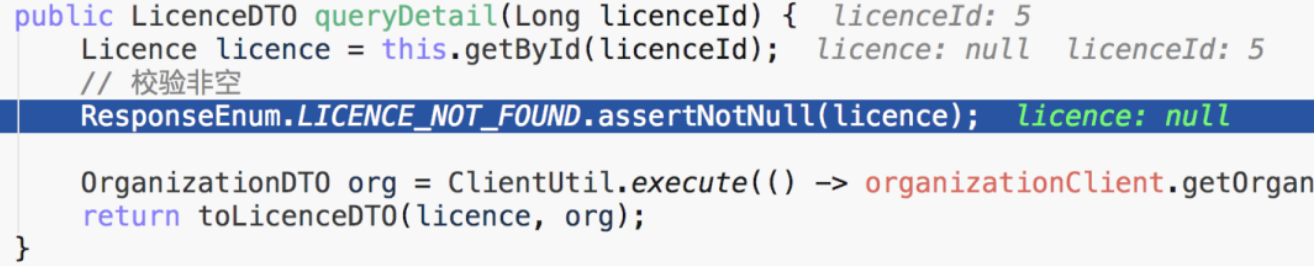 public LicenceDTO queryDetail(Long licenceId) {  licenceId: 5
    Licence licence = this.getById(licenceId);  licence: null  licenceId: 5
    // 校验非空
    ResponseEnum.LICENCE_NOT_FOUND.assertNotNull(licence);  licence: null
    OrganizationDTO org = ClientUtil.execute(() -> organizationClient.getOrgan
    return toLicenceDTO(licence, org);
}